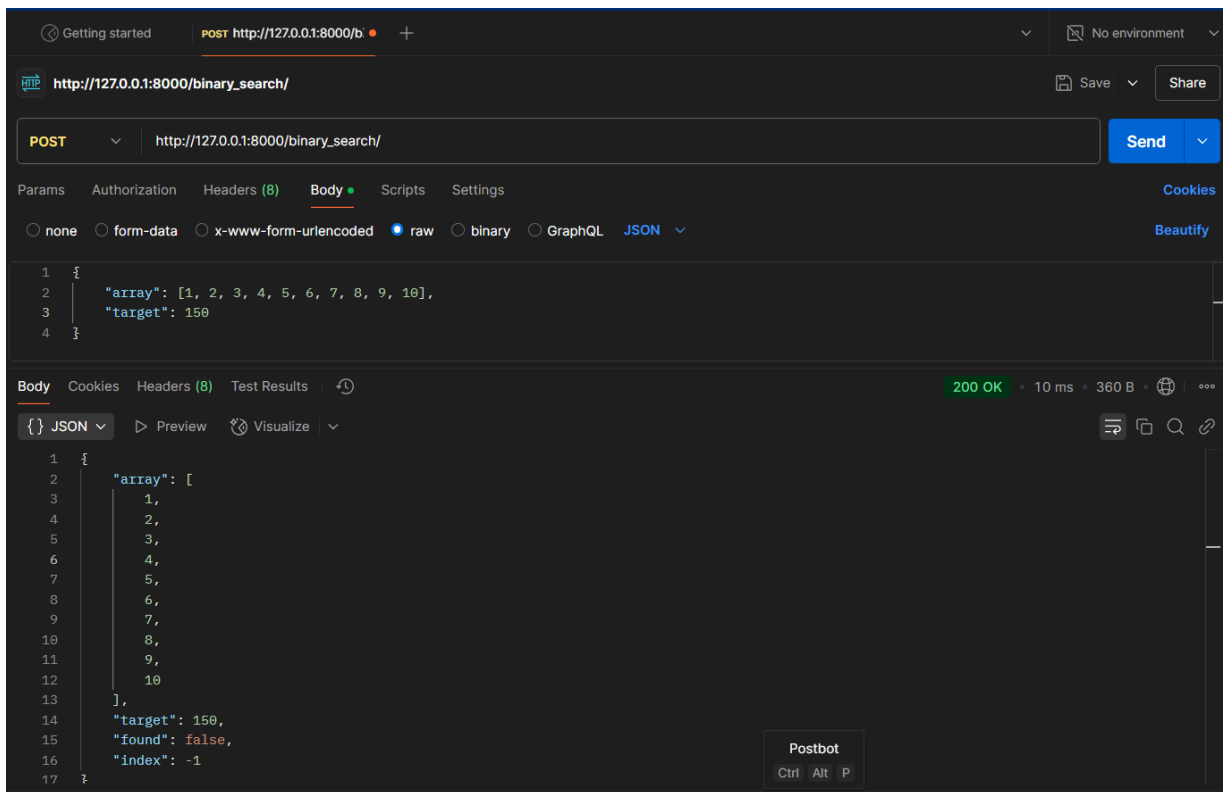 Getting started POST http://127.0.0.1:8000/b No environment
HTTP http://127.0.0.1:8000/binary_search/ Save Share
POST http://127.0.0.1:8000/binary_search/ Send
Params Authorization Headers (8) Body Scripts Settings Cookies
none form-data x-www-form-urlencoded raw binary GraphQL JSON Beautify
1 {
2 "array": [1, 2, 3, 4, 5, 6, 7, 8, 9, 10],
3 "target": 150
4 }
Body Cookies Headers (8) Test Results 200 OK • 10 ms • 360 B
{} JSON Preview Visualize
1 {
2 "array": [
3 1,
4 2,
5 3,
6 4,
7 5,
8 6,
9 7,
10 8,
11 9,
12 10
13 ],
14 "target": 150,
15 "found": false,
16 "index": -1
17 }
Postbot
Ctrl Alt P